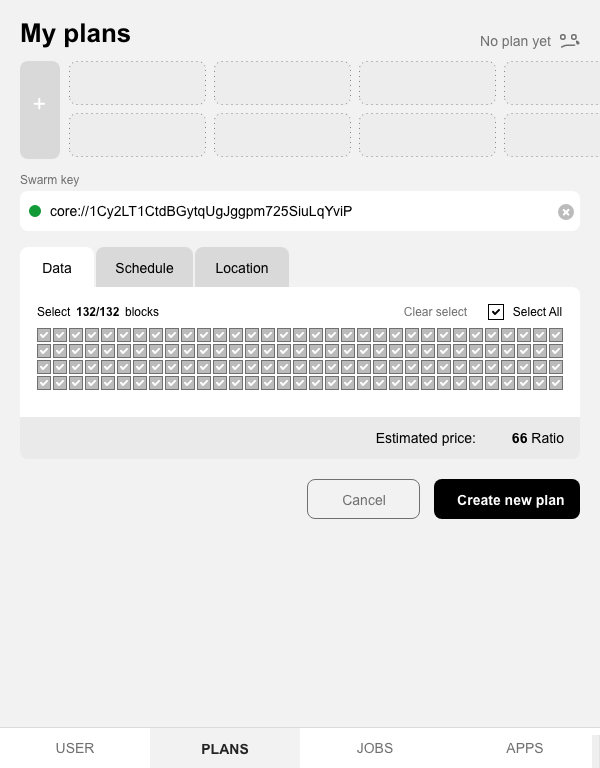 My plans
No plan yet
+
Swarm key
core://1Cy2LT1CtdBGytqUgJggpm725SiuLqYviP
Data Schedule Location
Select 132/132 blocks Clear select Select All
Estimated price: 66 Ratio
Cancel Create new plan
USER PLANS JOBS APPS